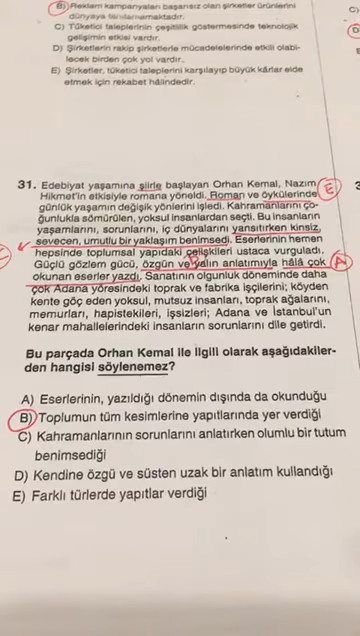 B) Reklam kampanyaları başarısız olan şirketler ürünlerini
dünyaya tanıtamamaktadır.
C) Tüketici taleplerinin çeşitlilik göstermesinde teknolojik
gelişimin etkisi vardır.
D) Şirketlerin rakip şirketlerle mücadelelerinde etkili olabi-
lecek birden çok yol vardır.
E) Şirketler, tüketici taleplerini karşılayıp büyük kârlar elde
etmek için rekabet hâlindedir.
C)
D
31. Edebiyat yaşamına şiirle başlayan Orhan Kemal, Nazım
Hikmet'in etkisiyle romana yöneldi. Roman ve öykülerinde E
günlük yaşamın değişik yönlerini işledi. Kahramanlarını ço-
ğunlukla sömürülen, yoksul insanlardan seçti. Bu insanların
yaşamlarını, sorunlarını, iç dünyalarını yansıtırken kinsiz,
sevecen, umutlu bir yaklaşım benimsedi. Eserlerinin hemen
hepsinde toplumsal yapıdaki çelişkileri ustaca vurguladı.
Güçlü gözlem gücü, özgün ve yalın anlatımıyla hâlâ çok A
okunan eserler yazdı. Sanatının olgunluk döneminde daha
çok Adana yöresindeki toprak ve fabrika işçilerini; köyden
kente göç eden yoksul, mutsuz insanları, toprak ağalarını,
memurları, hapistekileri, işsizleri; Adana ve İstanbul'un
kenar mahallelerindeki insanların sorunlarını dile getirdi.
Bu parçada Orhan Kemal ile ilgili olarak aşağıdakiler-
den hangisi söylenemez?
A) Eserlerinin, yazıldığı dönemin dışında da okunduğu
B) Toplumun tüm kesimlerine yapıtlarında yer verdiği
C) Kahramanlarının sorunlarını anlatırken olumlu bir tutum
benimsediği
D) Kendine özgü ve süsten uzak bir anlatım kullandığı
E) Farklı türlerde yapıtlar verdiği